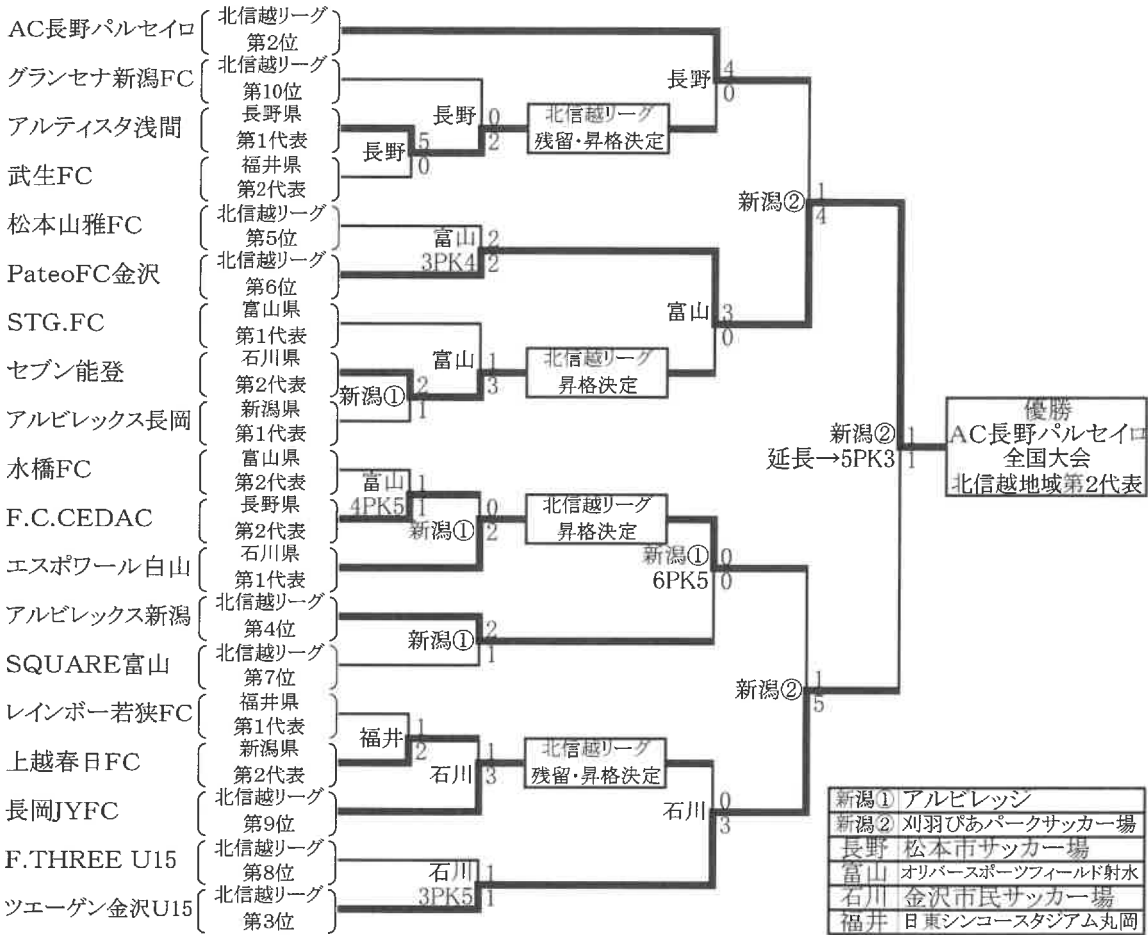 AC長野パルセイロ 北信越リーグ 第2位
グランセナ新潟FC 北信越リーグ 第10位
アルティスタ浅間 長野県 第1代表
武生FC 福井県 第2代表
松本山雅FC 北信越リーグ 第5位
PateoFC金沢 北信越リーグ 第6位
STG.FC 富山県 第1代表
セブン能登 石川県 第2代表
アルビレックス長岡 新潟県 第1代表
水橋FC 富山県 第2代表
F.C.CEDAC 長野県 第2代表
エスポワール白山 石川県 第1代表
アルビレックス新潟 北信越リーグ 第4位
SQUARE富山 北信越リーグ 第7位
レインボー若狭FC 福井県 第1代表
上越春日FC 新潟県 第2代表
長岡JYFC 北信越リーグ 第9位
F.THREE U15 北信越リーグ 第8位
ツエーゲン金沢U15 北信越リーグ 第3位
長野 5 0
新潟① 2 1
富山 1 1
4PK5
福井 1 2
長野 0 2
富山 2 2
3PK4
富山 1 3
新潟① 0 2
新潟① 2 1
石川 1 3
石川 1 1
3PK5
北信越リーグ
残留・昇格決定
北信越リーグ
昇格決定
北信越リーグ
昇格決定
北信越リーグ
残留・昇格決定
長野 4 0
富山 3 0
新潟① 0 0
6PK5
石川 0 3
新潟② 1 4
新潟② 1 5
新潟② 1 1
延長→5PK3
優勝
AC長野パルセイロ
全国大会
北信越地域第2代表
新潟① アルビレッジ
新潟② 刈羽ぴあパークサッカー場
長野 松本市サッカー場
富山 オリバースポーツフィールド射水
石川 金沢市民サッカー場
福井 日東シンコースタジアム丸岡